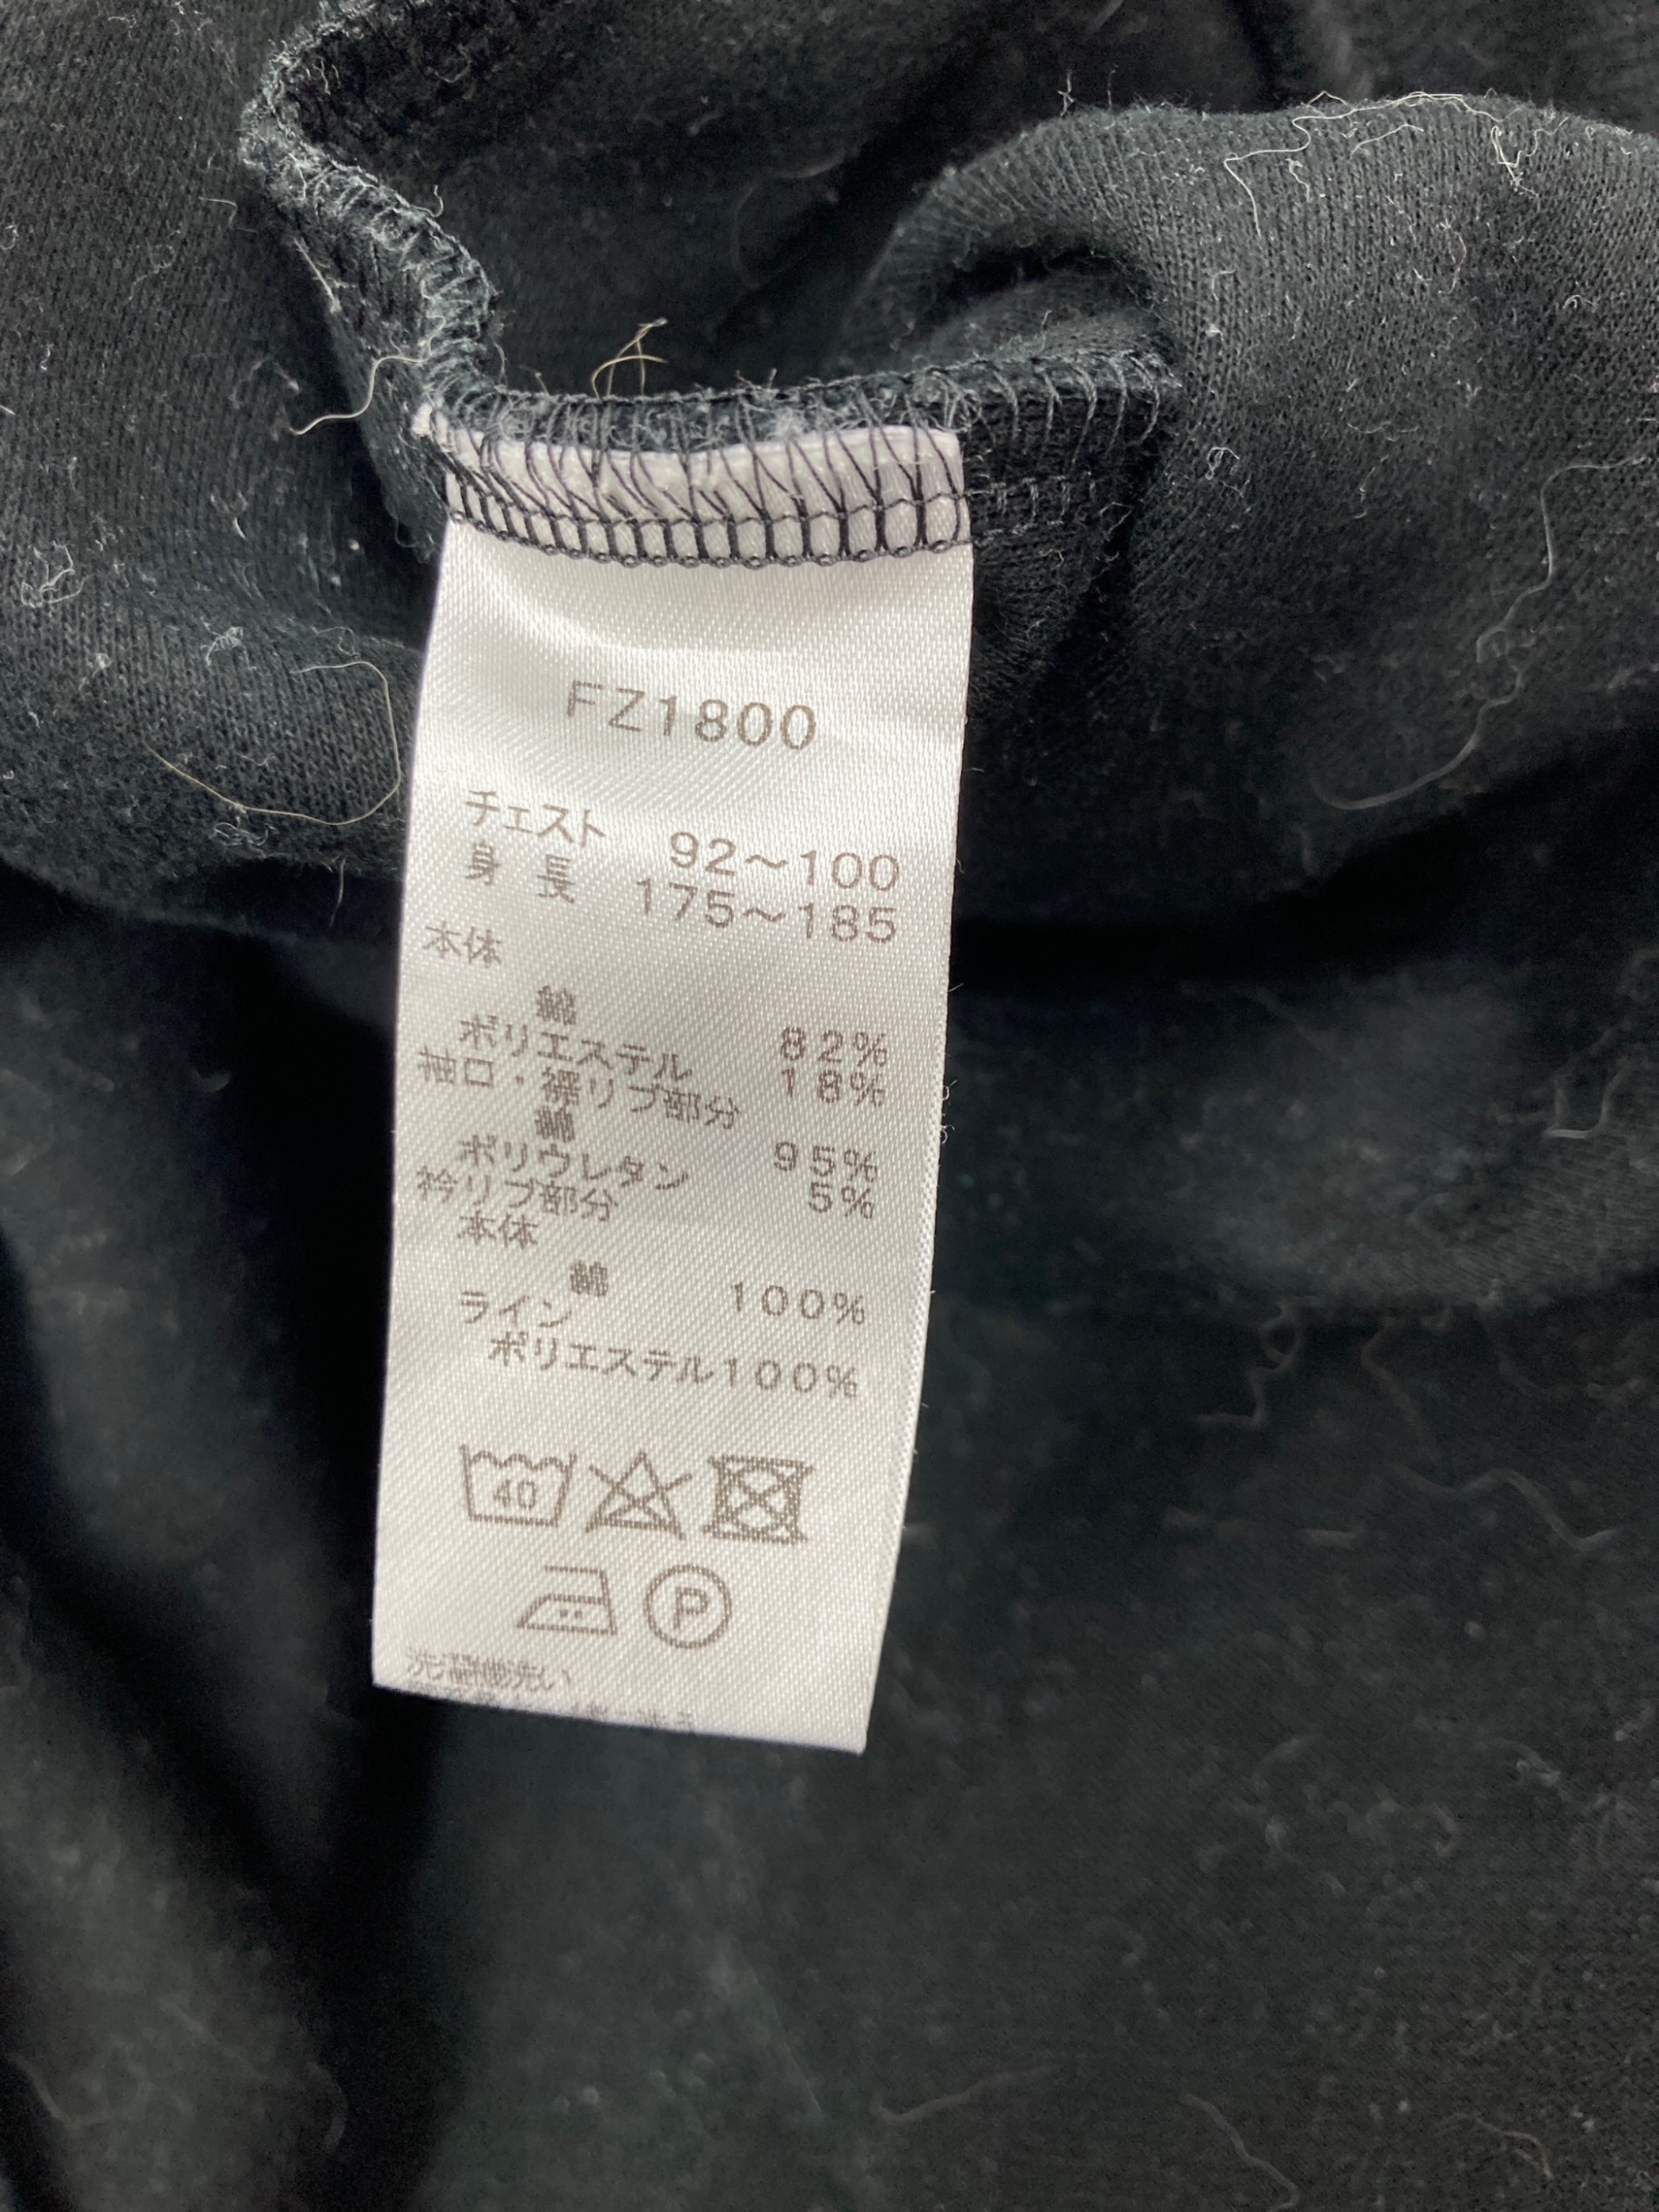 FZ1800
チェスト 92～100
身 長 175～185
本体
綿 82%
ポリエステル 18%
袖口・裾リブ部分
綿 95%
ポリウレタン 5%
衿リブ部分
本体
綿 100%
ライン
ポリエステル100%
40
P